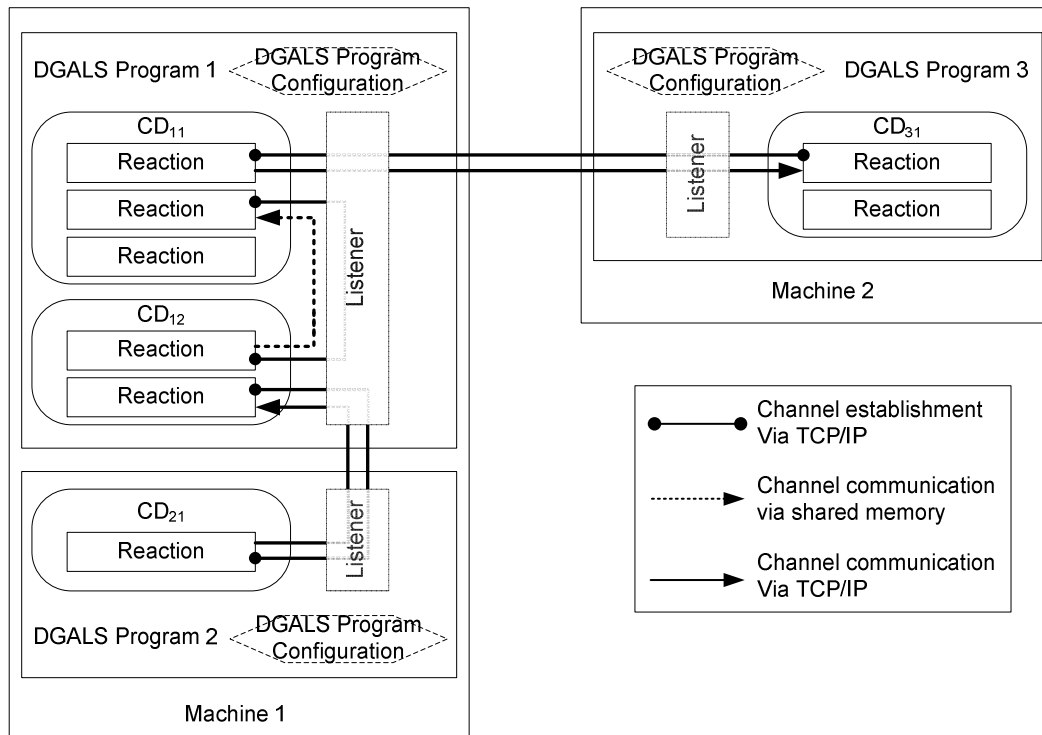 DGALS Program 1
DGALS Program
Configuration
CD₁₁
Reaction
Reaction
Reaction
Listener
CD₁₂
Reaction
Reaction
CD₂₁
Reaction
Listener
DGALS Program 2
DGALS Program
Configuration
Machine 1
DGALS Program
Configuration
DGALS Program 3
Listener
CD₃₁
Reaction
Reaction
Machine 2
Channel establishment
Via TCP/IP
Channel communication
via shared memory
Channel communication
Via TCP/IP